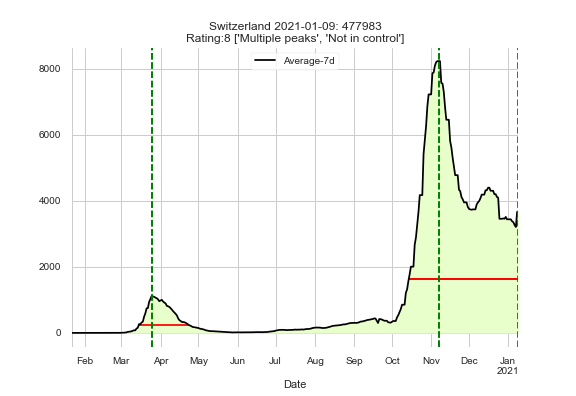 Switzerland 2021-01-09: 477983
Rating:8 ['Multiple peaks', 'Not in control']
Average-7d
8000
6000
4000
2000
0
Feb Mar Apr May Jun Jul Aug Sep Oct Nov Dec Jan
2021
Date